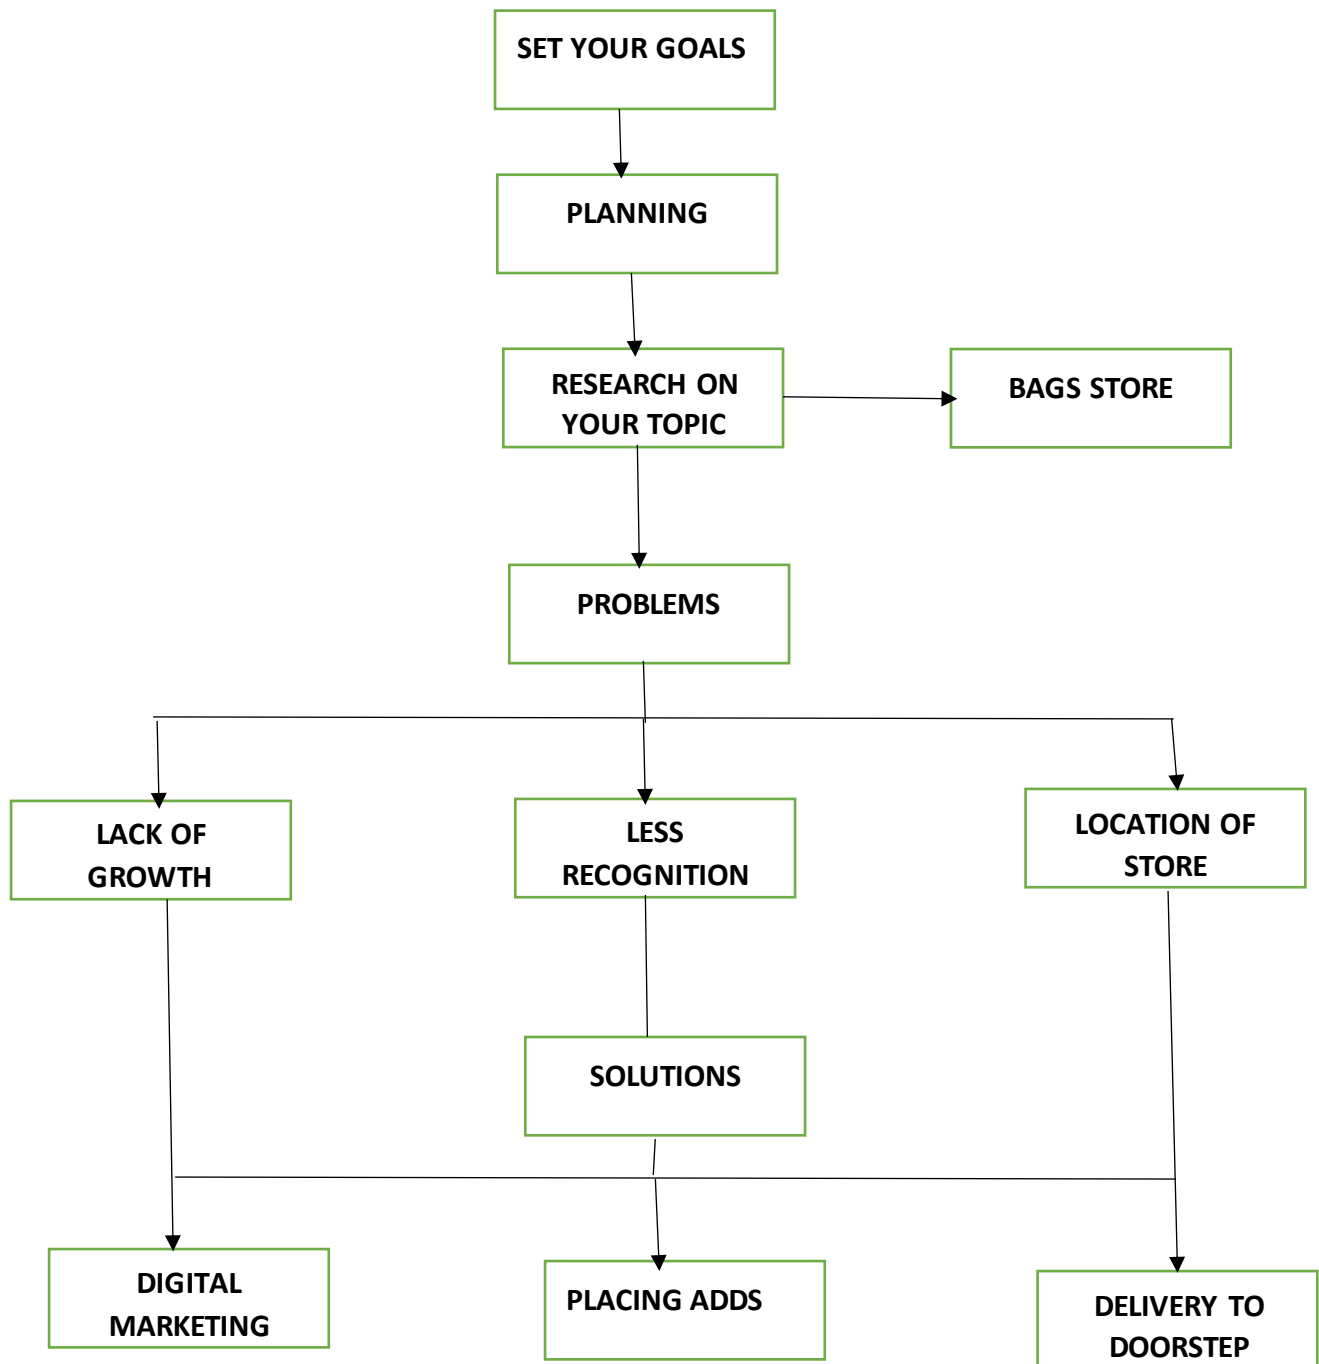 SET YOUR GOALS
PLANNING
RESEARCH ON
YOUR TOPIC
BAGS STORE
PROBLEMS
LACK OF
GROWTH
LESS
RECOGNITION
LOCATION OF
STORE
SOLUTIONS
DIGITAL
MARKETING
PLACING ADDS
DELIVERY TO
DOORSTEP